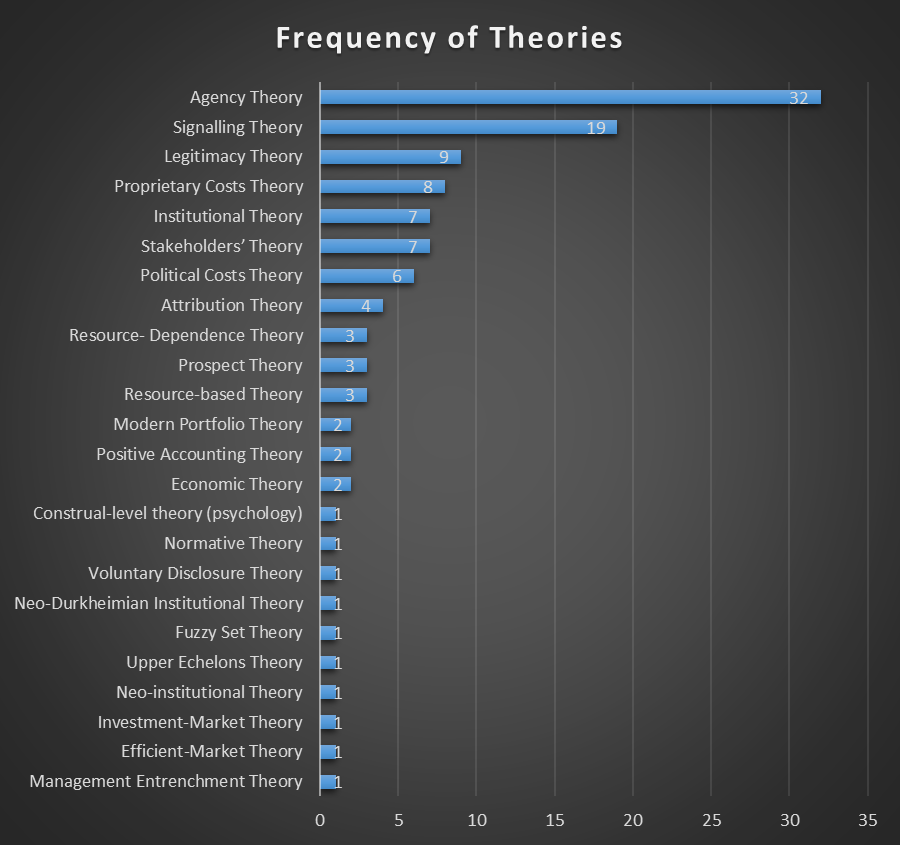 Frequency of Theories
Agency Theory 32
Signalling Theory 19
Legitimacy Theory 9
Proprietary Costs Theory 8
Institutional Theory 7
Stakeholders’ Theory 7
Political Costs Theory 6
Attribution Theory 4
Resource- Dependence Theory 3
Prospect Theory 3
Resource-based Theory 3
Modern Portfolio Theory 2
Positive Accounting Theory 2
Economic Theory 2
Construal-level theory (psychology) 1
Normative Theory 1
Voluntary Disclosure Theory 1
Neo-Durkheimian Institutional Theory 1
Fuzzy Set Theory 1
Upper Echelons Theory 1
Neo-institutional Theory 1
Investment-Market Theory 1
Efficient-Market Theory 1
Management Entrenchment Theory 1
0 5 10 15 20 25 30 35